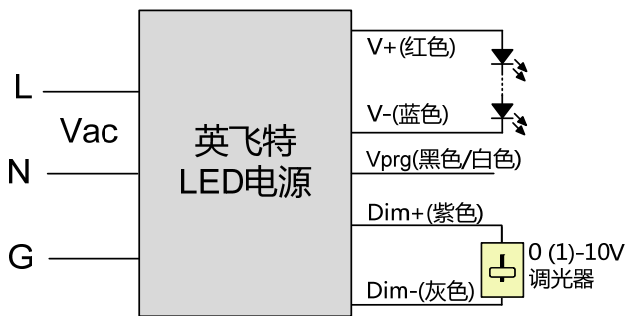 L
Vac
N
G
英飞特
LED电源
V+(红色)
V-(蓝色)
Vprg(黑色/白色)
Dim+(紫色)
Dim-(灰色)
0 (1)-10V
调光器